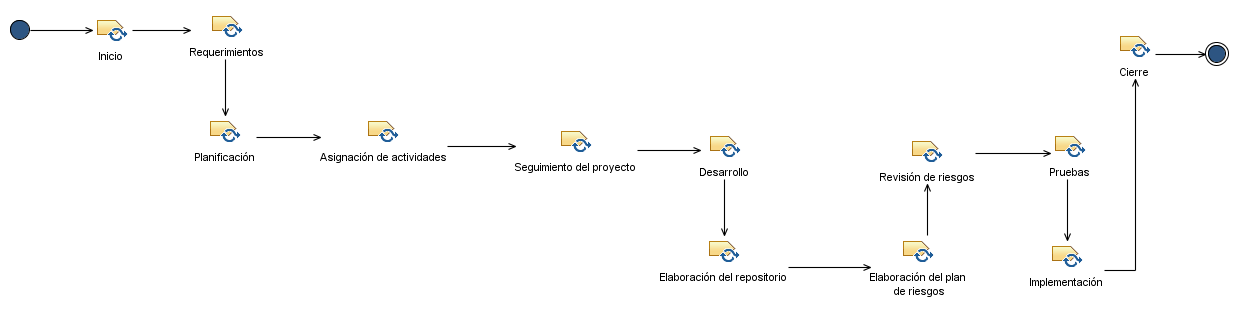 Inicio
Requerimientos
Planificación
Asignación de actividades
Seguimiento del proyecto
Desarrollo
Elaboración del repositorio
Elaboración del plan
de riesgos
Revisión de riesgos
Pruebas
Implementación
Cierre